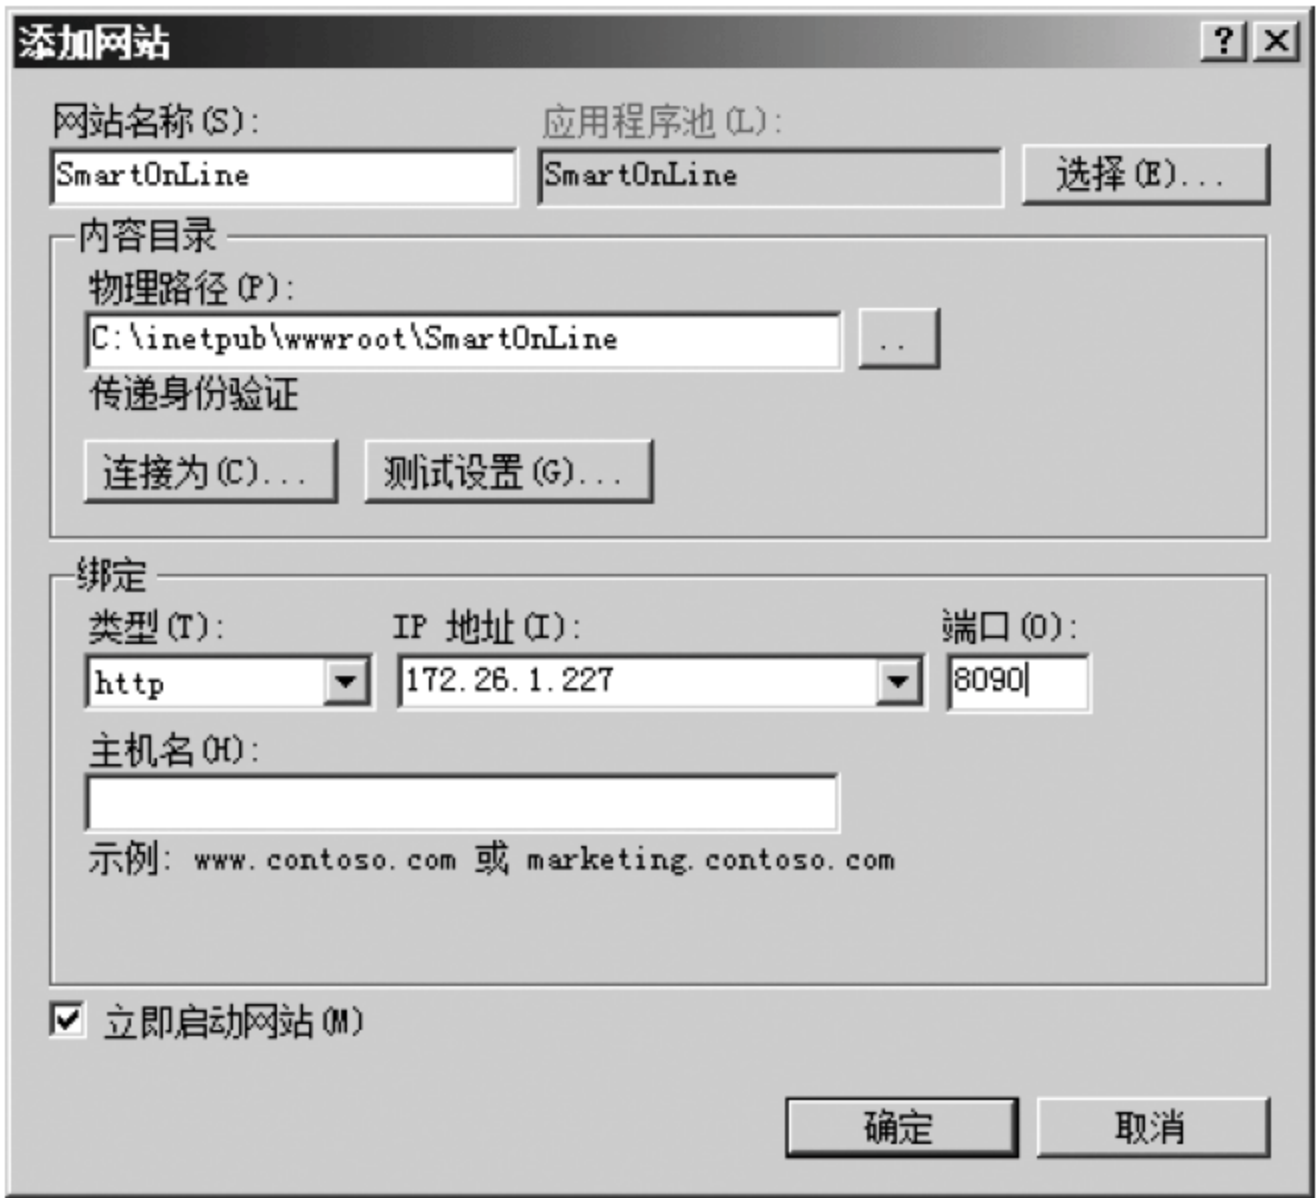 添加网站
网站名称(S): 应用程序池(L):
SmartOnLine SmartOnLine 选择(E)...
内容目录
物理路径(P):
C:\inetpub\wwwroot\SmartOnLine ..
传递身份验证
连接为(C)... 测试设置(G)...
绑定
类型(T): IP 地址(I): 端口(O):
http 172.26.1.227 8090
主机名(H):
示例: www.contoso.com 或 marketing.contoso.com
立即启动网站(M)
确定 取消